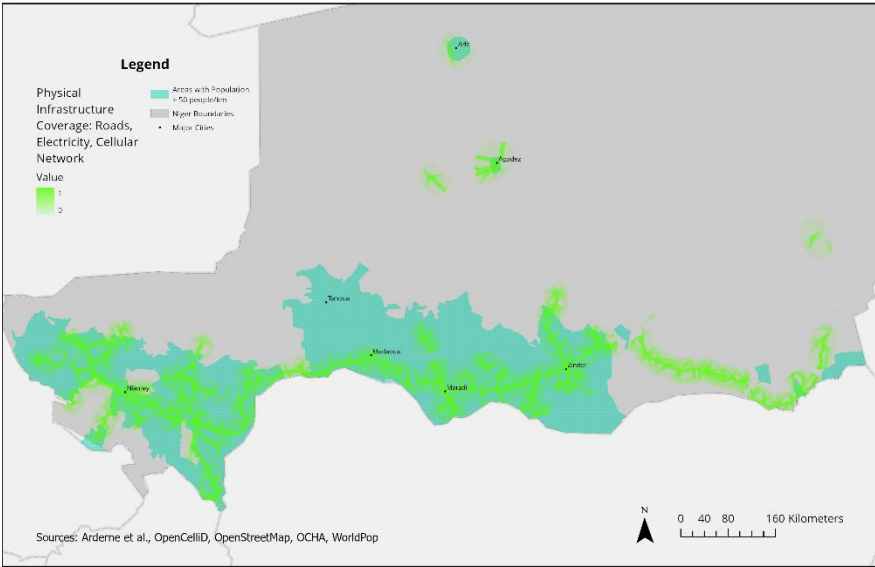 Legend
Physical
Infrastructure
Coverage: Roads,
Electricity, Cellular
Network
Value
1
0
Areas with Population
> 50 people/km
Niger Boundaries
Major Cities
Arlit
Agadez
Tanoua
Madaoua
Niamey
Maradi
Zinder
N
0 40 80 160 Kilometers
Sources: Arderne et al., OpenCelliD, OpenStreetMap, OCHA, WorldPop